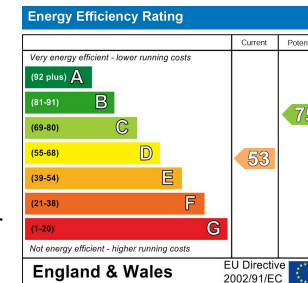 Energy Efficiency Rating
Current
Very energy efficient - lower running costs
(92 plus) A
(81-91) B
(69-80) C
(55-68) D
53
(39-54) E
(21-38) F
(1-20) G
Not energy efficient - higher running costs
England & Wales
EU Directive
2002/91/EC